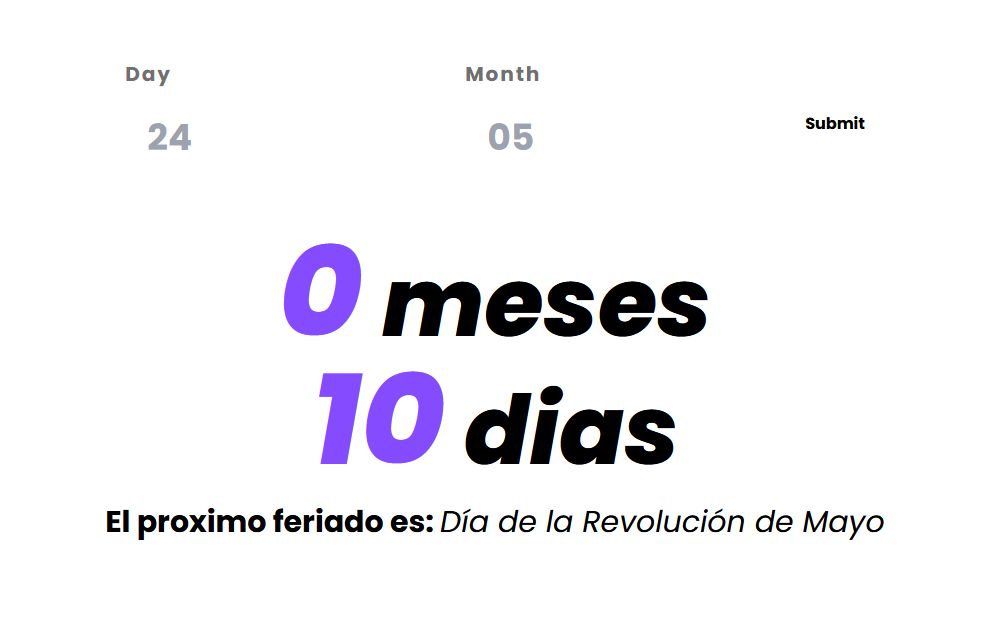 Day Month
24 05 Submit
0 meses
10 dias
El proximo feriado es: Día de la Revolución de Mayo